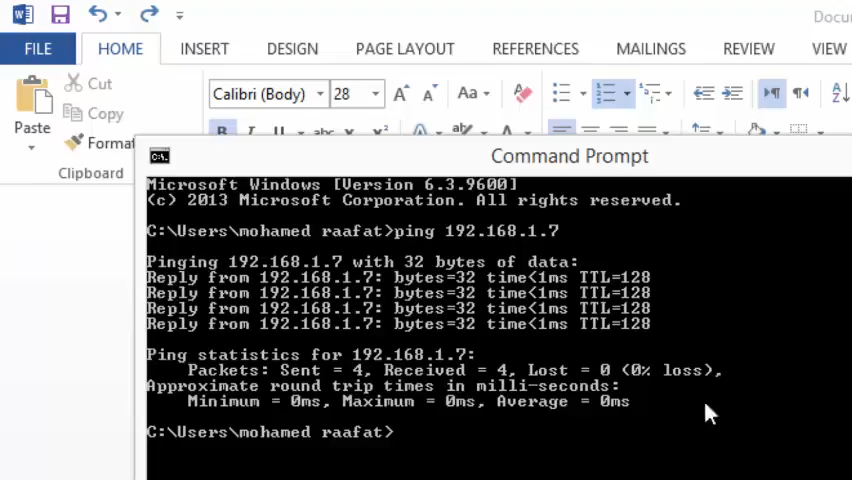 Docu
FILE HOME INSERT DESIGN PAGE LAYOUT REFERENCES MAILINGS REVIEW VIEW
Cut
Calibri (Body) 28 A A Aa
Copy
Paste
Format
B I U abc x² A ab A
Clipboard
C:\.
Command Prompt
Microsoft Windows [Version 6.3.9600]
(c) 2013 Microsoft Corporation. All rights reserved.
C:\Users\mohamed raafat>ping 192.168.1.7
Pinging 192.168.1.7 with 32 bytes of data:
Reply from 192.168.1.7: bytes=32 time<1ms TTL=128
Reply from 192.168.1.7: bytes=32 time<1ms TTL=128
Reply from 192.168.1.7: bytes=32 time<1ms TTL=128
Reply from 192.168.1.7: bytes=32 time<1ms TTL=128
Ping statistics for 192.168.1.7:
Packets: Sent = 4, Received = 4, Lost = 0 (0% loss),
Approximate round trip times in milli-seconds:
Minimum = 0ms, Maximum = 0ms, Average = 0ms
C:\Users\mohamed raafat>